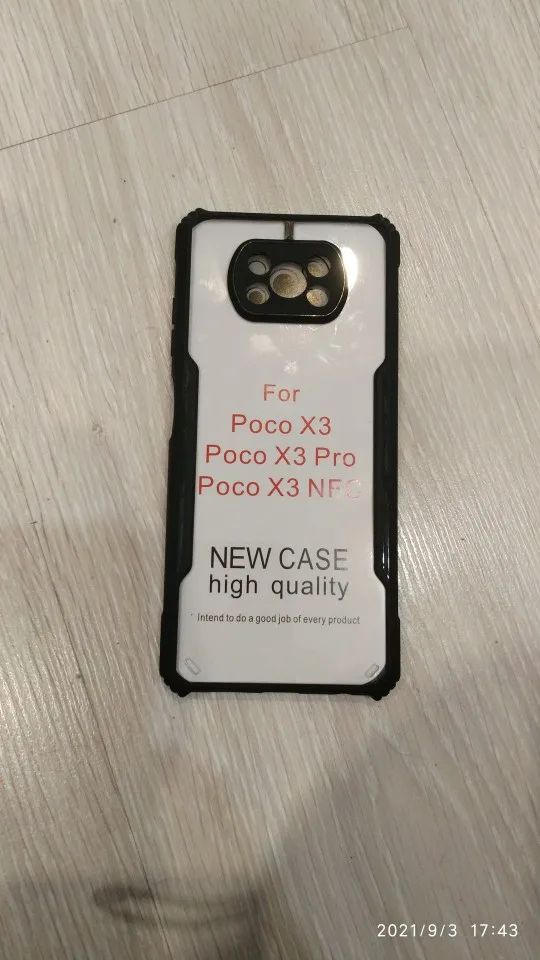 For
Poco X3
Poco X3 Pro
Poco X3 NFC
NEW CASE
high quality
Intend to do a good job of every product
2021/9/3 17:43